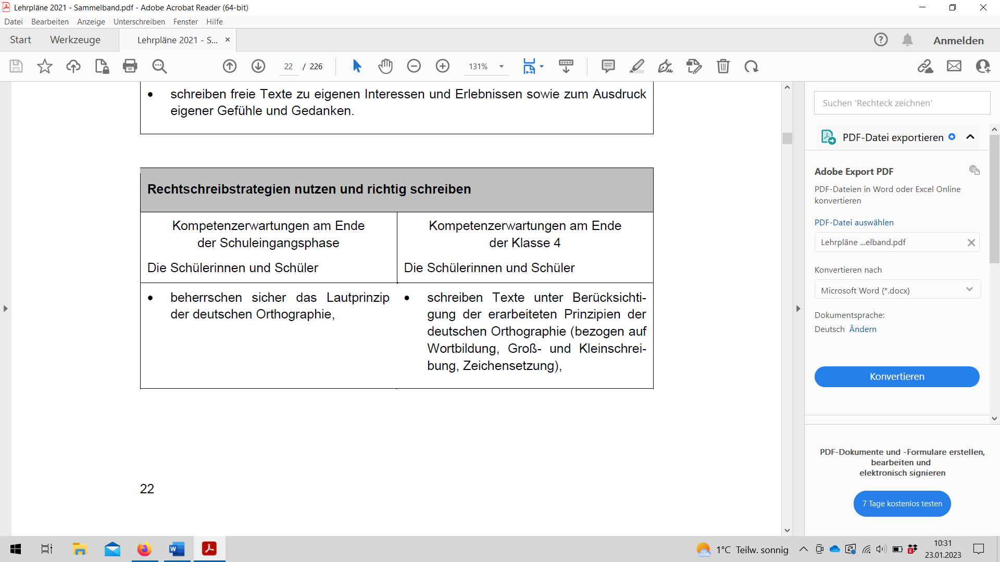 Lehrpläne 2021 - Sammelband.pdf - Adobe Acrobat Reader (64-bit)
Datei Bearbeiten Anzeige Unterschreiben Fenster Hilfe
Start Werkzeuge Lehrpläne 2021 - S... × Anmelden
22 / 226 131%
• schreiben freie Texte zu eigenen Interessen und Erlebnissen sowie zum Ausdruck
eigener Gefühle und Gedanken.
Rechtschreibstrategien nutzen und richtig schreiben
Kompetenzerwartungen am Ende
der Schuleingangsphase
Die Schülerinnen und Schüler
Kompetenzerwartungen am Ende
der Klasse 4
Die Schülerinnen und Schüler
• beherrschen sicher das Lautprinzip
der deutschen Orthographie,
• schreiben Texte unter Berücksichti-
gung der erarbeiteten Prinzipien der
deutschen Orthographie (bezogen auf
Wortbildung, Groß- und Kleinschrei-
bung, Zeichensetzung),
22
Suchen 'Rechteck zeichnen'
PDF-Datei exportieren
Adobe Export PDF
PDF-Dateien in Word oder Excel Online
konvertieren
PDF-Datei auswählen
Lehrpläne ...elband.pdf
Konvertieren nach
Microsoft Word (*.docx)
Dokumentsprache:
Deutsch Ändern
Konvertieren
PDF-Dokumente und -Formulare erstellen,
bearbeiten und
elektronisch signieren
7 Tage kostenlos testen
1°C Teilw. sonnig
10:31
23.01.2023